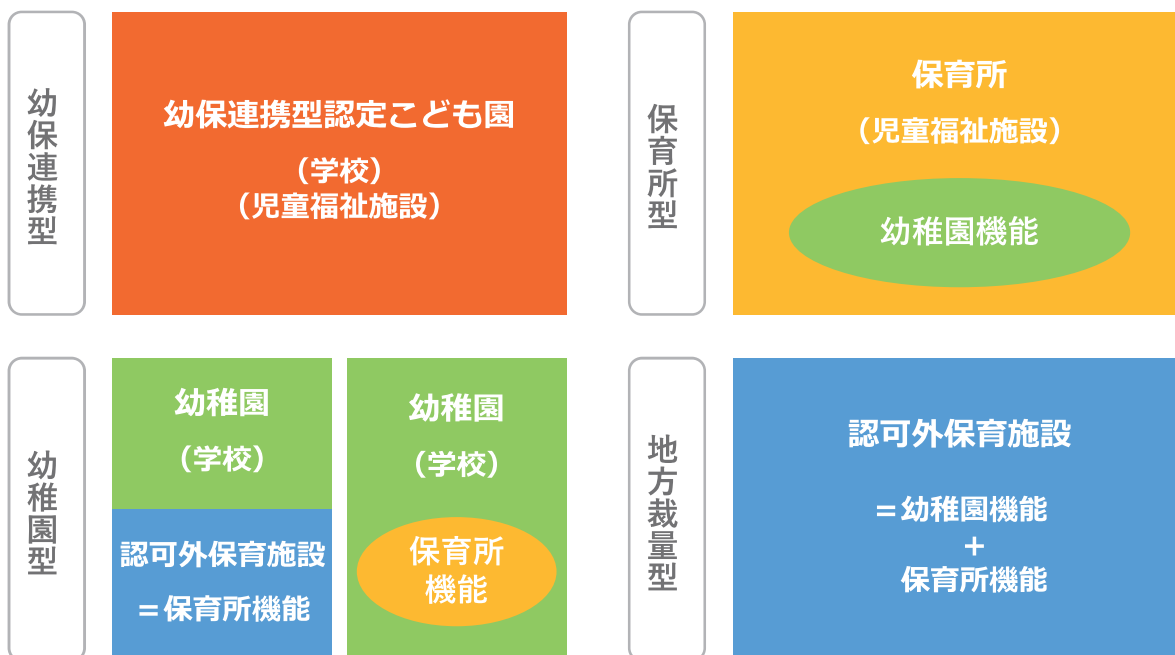 幼保連携型
幼保連携型認定こども園
（学校）
（児童福祉施設）
保育所型
保育所
（児童福祉施設）
幼稚園機能
幼稚園型
幼稚園
（学校）
認可外保育施設
＝保育所機能
幼稚園
（学校）
保育所
機能
地方裁量型
認可外保育施設
＝幼稚園機能
＋
保育所機能